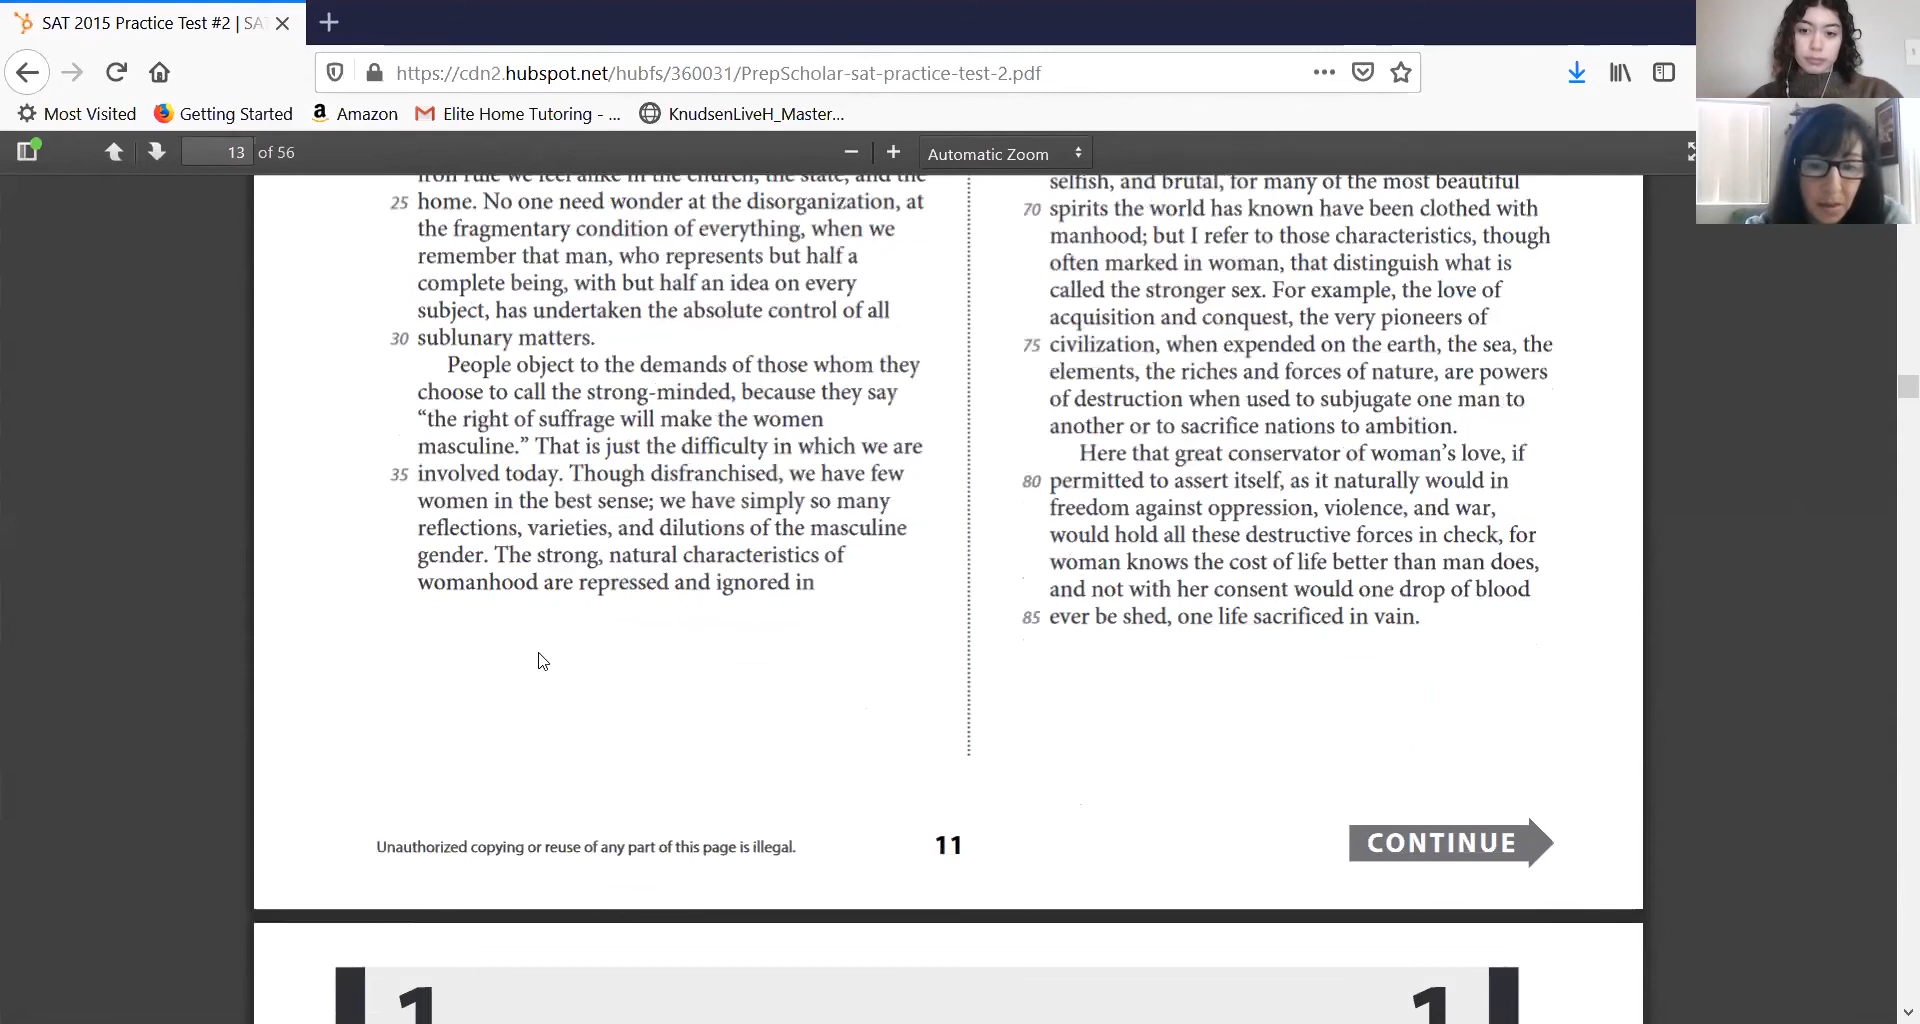 SAT 2015 Practice Test #2 | SA
https://cdn2.hubspot.net/hubfs/360031/PrepScholar-sat-practice-test-2.pdf
Most Visited Getting Started Amazon Elite Home Tutoring - ... KnudsenLiveH_Master...
13 of 56 Automatic Zoom
iron rule we feel alike in the church, the state, and the
25 home. No one need wonder at the disorganization, at
the fragmentary condition of everything, when we
remember that man, who represents but half a
complete being, with but half an idea on every
subject, has undertaken the absolute control of all
30 sublunary matters.
People object to the demands of those whom they
choose to call the strong-minded, because they say
“the right of suffrage will make the women
masculine.” That is just the difficulty in which we are
35 involved today. Though disfranchised, we have few
women in the best sense; we have simply so many
reflections, varieties, and dilutions of the masculine
gender. The strong, natural characteristics of
womanhood are repressed and ignored in
selfish, and brutal, for many of the most beautiful
70 spirits the world has known have been clothed with
manhood; but I refer to those characteristics, though
often marked in woman, that distinguish what is
called the stronger sex. For example, the love of
acquisition and conquest, the very pioneers of
75 civilization, when expended on the earth, the sea, the
elements, the riches and forces of nature, are powers
of destruction when used to subjugate one man to
another or to sacrifice nations to ambition.
Here that great conservator of woman’s love, if
80 permitted to assert itself, as it naturally would in
freedom against oppression, violence, and war,
would hold all these destructive forces in check, for
woman knows the cost of life better than man does,
and not with her consent would one drop of blood
85 ever be shed, one life sacrificed in vain.
Unauthorized copying or reuse of any part of this page is illegal.
11
CONTINUE
1 1